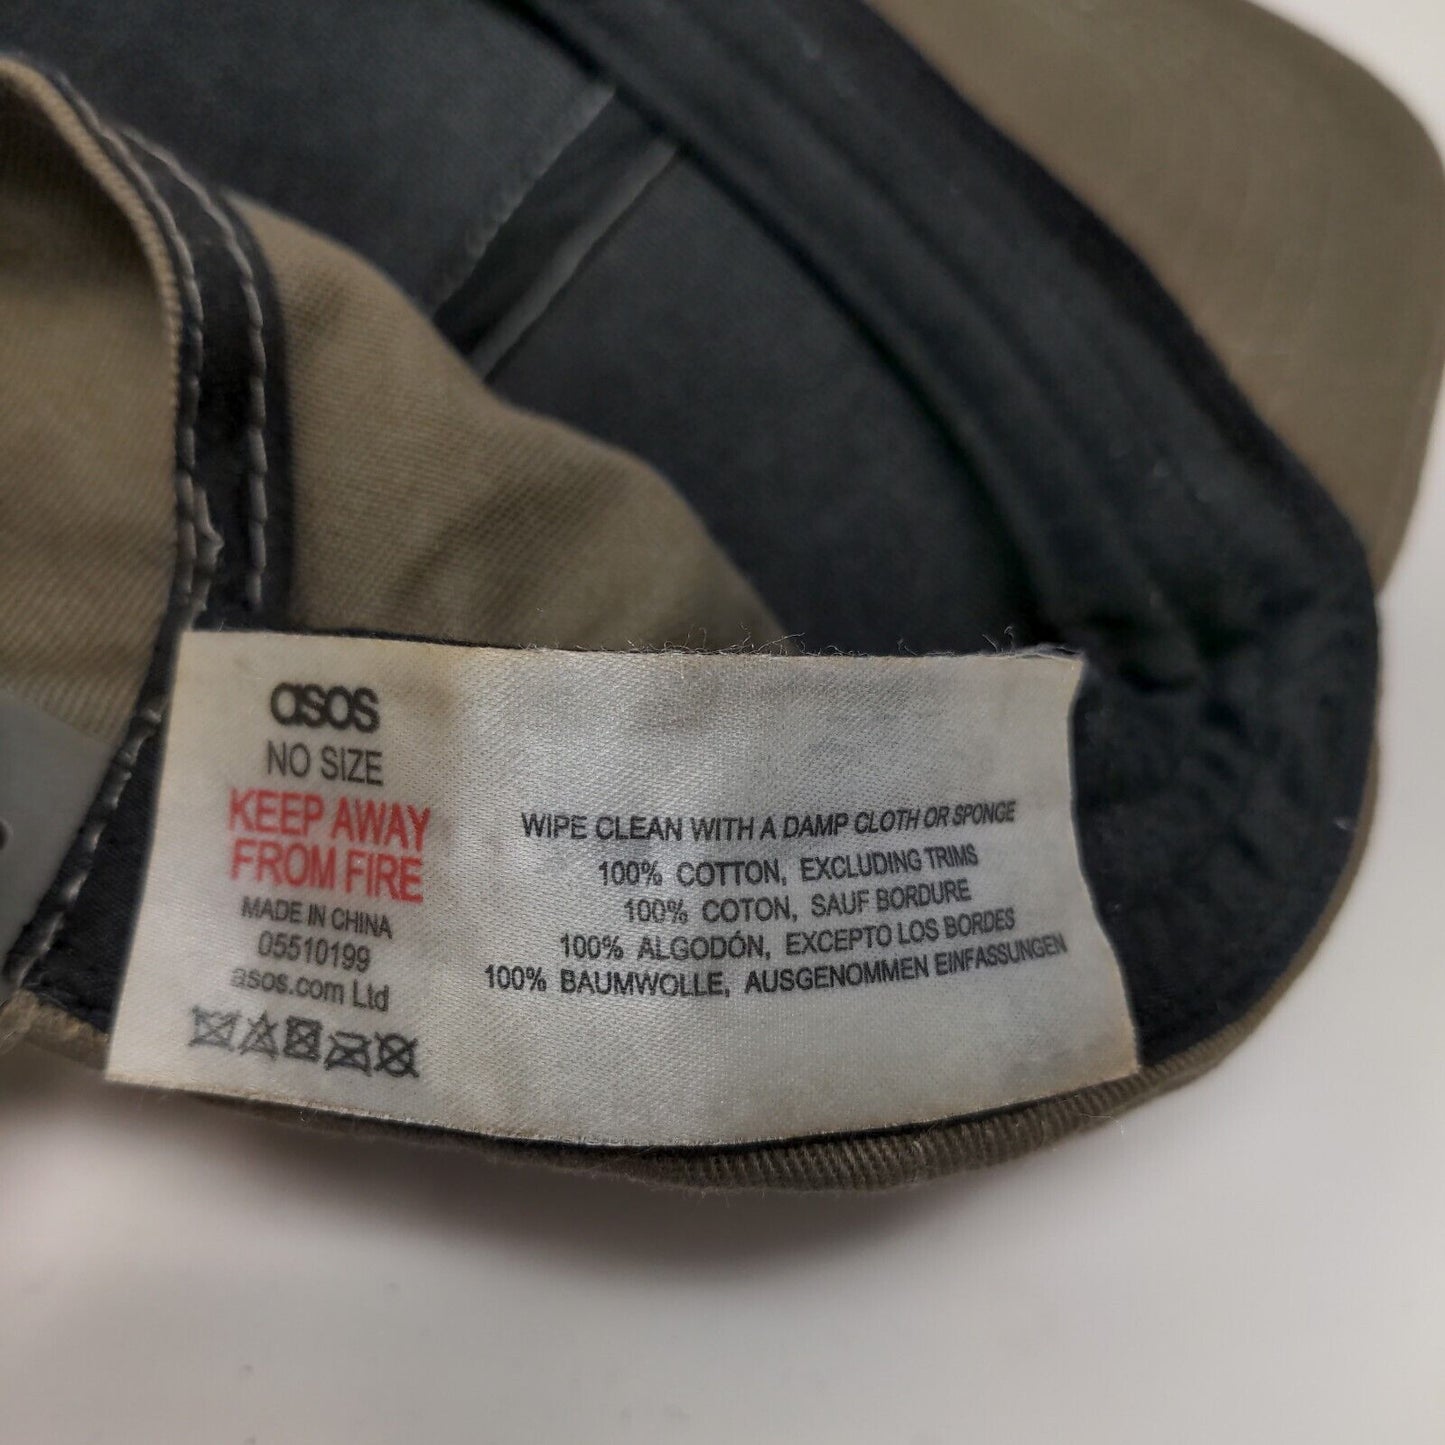 asos
NO SIZE
KEEP AWAY
FROM FIRE
MADE IN CHINA
05510199
asos.com Ltd
WIPE CLEAN WITH A DAMP CLOTH OR SPONGE
100% COTTON, EXCLUDING TRIMS
100% COTON, SAUF BORDURE
100% ALGODÓN, EXCEPTO LOS BORDES
100% BAUMWOLLE, AUSGENOMMEN EINFASSUNGEN